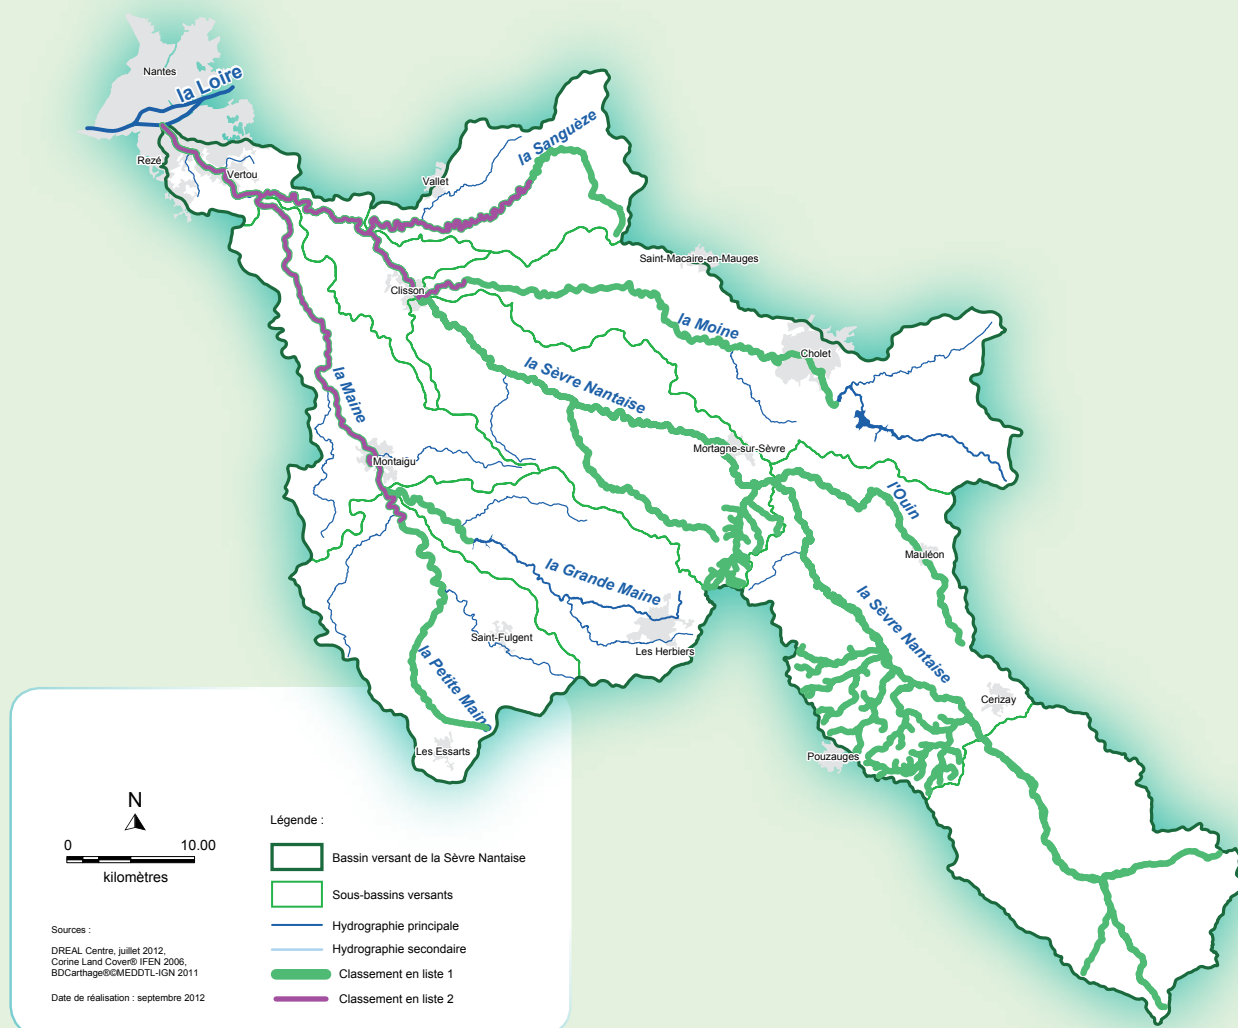 Nantes
la Loire
Rezé
Vertou
Vallet
la Sanguèze
Saint-Macaire-en-Mauges
Clisson
la Moine
Cholet
la Sèvre Nantaise
la Maine
Mortagne-sur-Sèvre
Montaigu
l'Ouin
Mauléon
la Grande Maine
la Sèvre Nantaise
Saint-Fulgent
Les Herbiers
la Petite Main
Cerizay
Les Essarts
Pouzauges
N
0 10.00
kilomètres
Sources :
DREAL Centre, juillet 2012,
Corine Land Cover® IFEN 2006,
BDCarthage®©MEDDTL-IGN 2011
Date de réalisation : septembre 2012
Légende :
Bassin versant de la Sèvre Nantaise
Sous-bassins versants
Hydrographie principale
Hydrographie secondaire
Classement en liste 1
Classement en liste 2